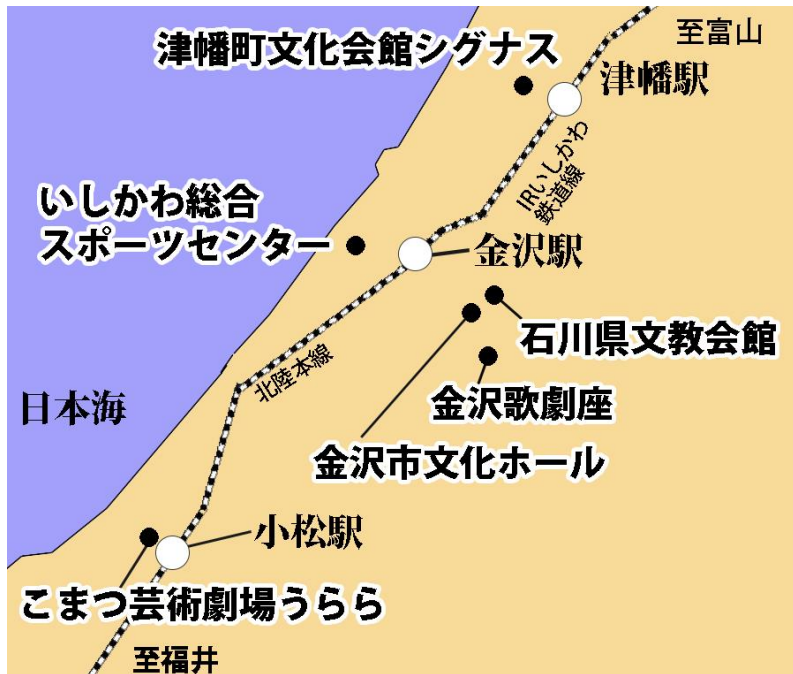 至富山
津幡町文化会館シグナス
津幡駅
IRいしかわ
鉄道線
いしかわ総合
スポーツセンター
金沢駅
石川県文教会館
北陸本線
金沢歌劇座
日本海
金沢市文化ホール
小松駅
こまつ芸術劇場うらら
至福井